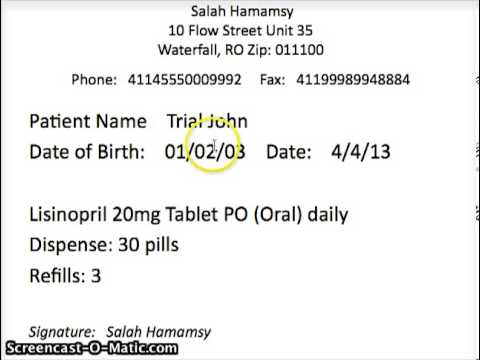 Salah Hamamsy
10 Flow Street Unit 35
Waterfall, RO Zip: 011100
Phone: 41145550009992 Fax: 41199989948884
Patient Name Trial John
Date of Birth: 01/02/03 Date: 4/4/13
Lisinopril 20mg Tablet PO (Oral) daily
Dispense: 30 pills
Refills: 3
Signature: Salah Hamamsy
Screencast-O-Matic.com